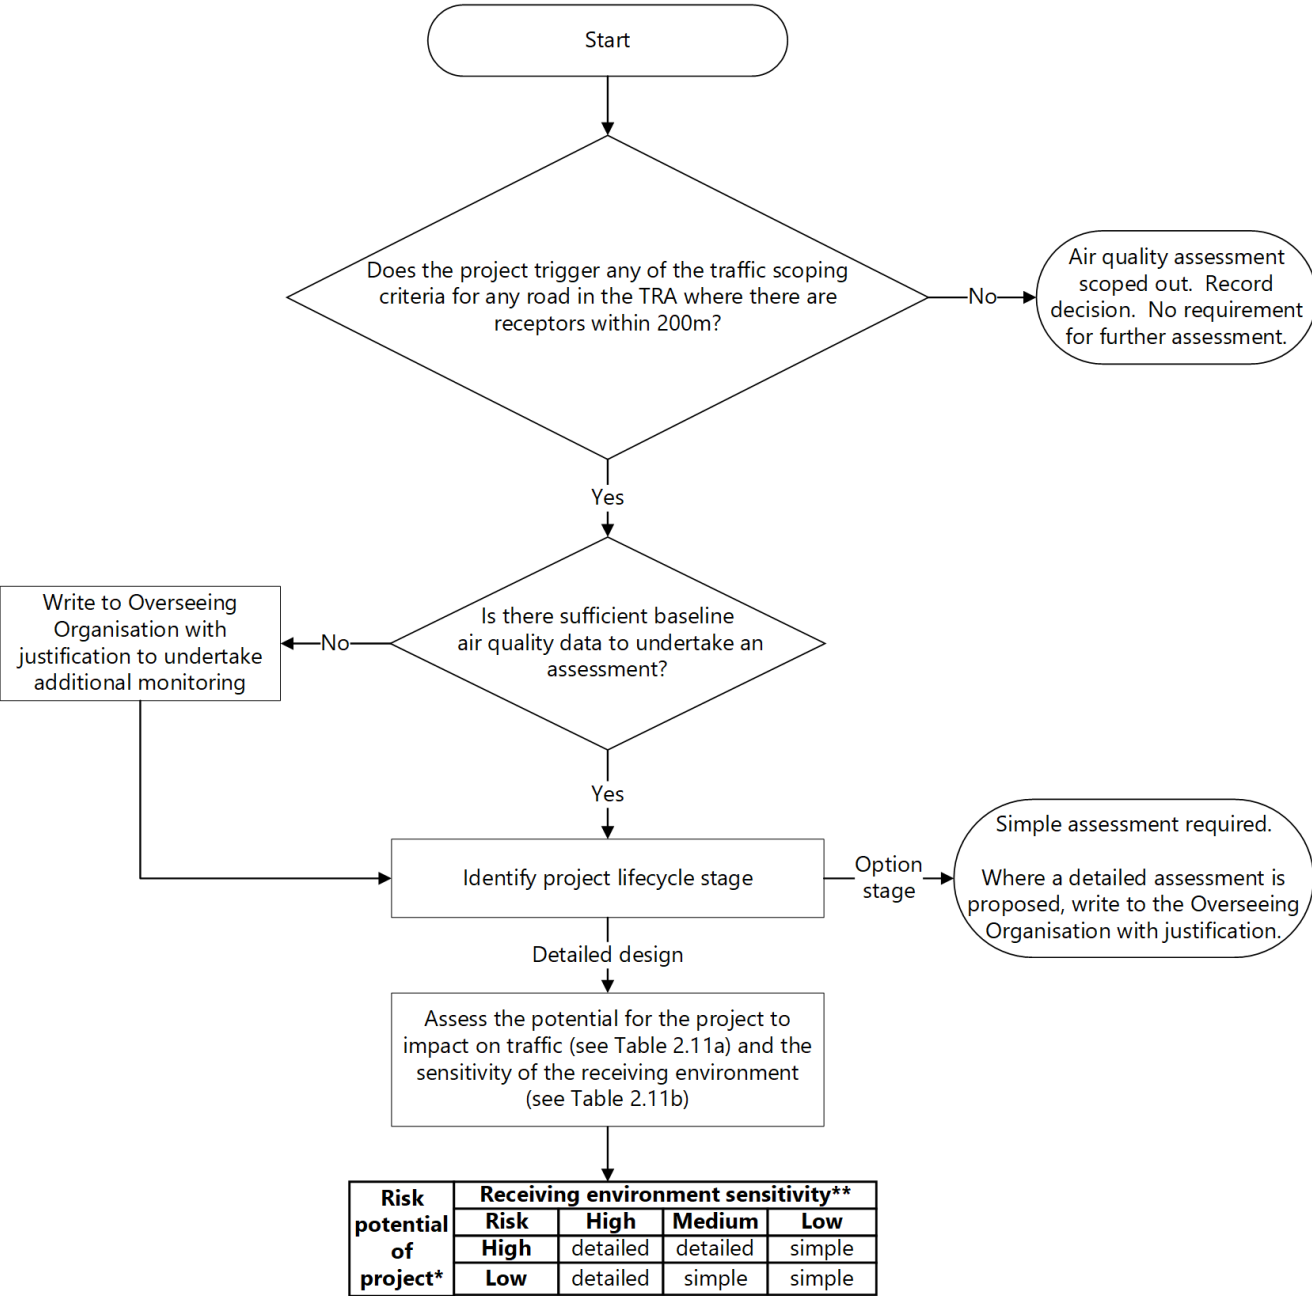 Start
Does the project trigger any of the traffic scoping
criteria for any road in the TRA where there are
receptors within 200m?
No
Air quality assessment
scoped out.  Record
decision.  No requirement
for further assessment.
Yes
Is there sufficient baseline
air quality data to undertake an
assessment?
No
Write to Overseeing
Organisation with
justification to undertake
additional monitoring
Yes
Identify project lifecycle stage
Option
stage
Simple assessment required.
Where a detailed assessment is
proposed, write to the Overseeing
Organisation with justification.
Detailed design
Assess the potential for the project to
impact on traffic (see Table 2.11a) and the
sensitivity of the receiving environment
(see Table 2.11b)
Risk
potential
of
project*
Receiving environment sensitivity**
Risk High Medium Low
High detailed detailed simple
Low detailed simple simple